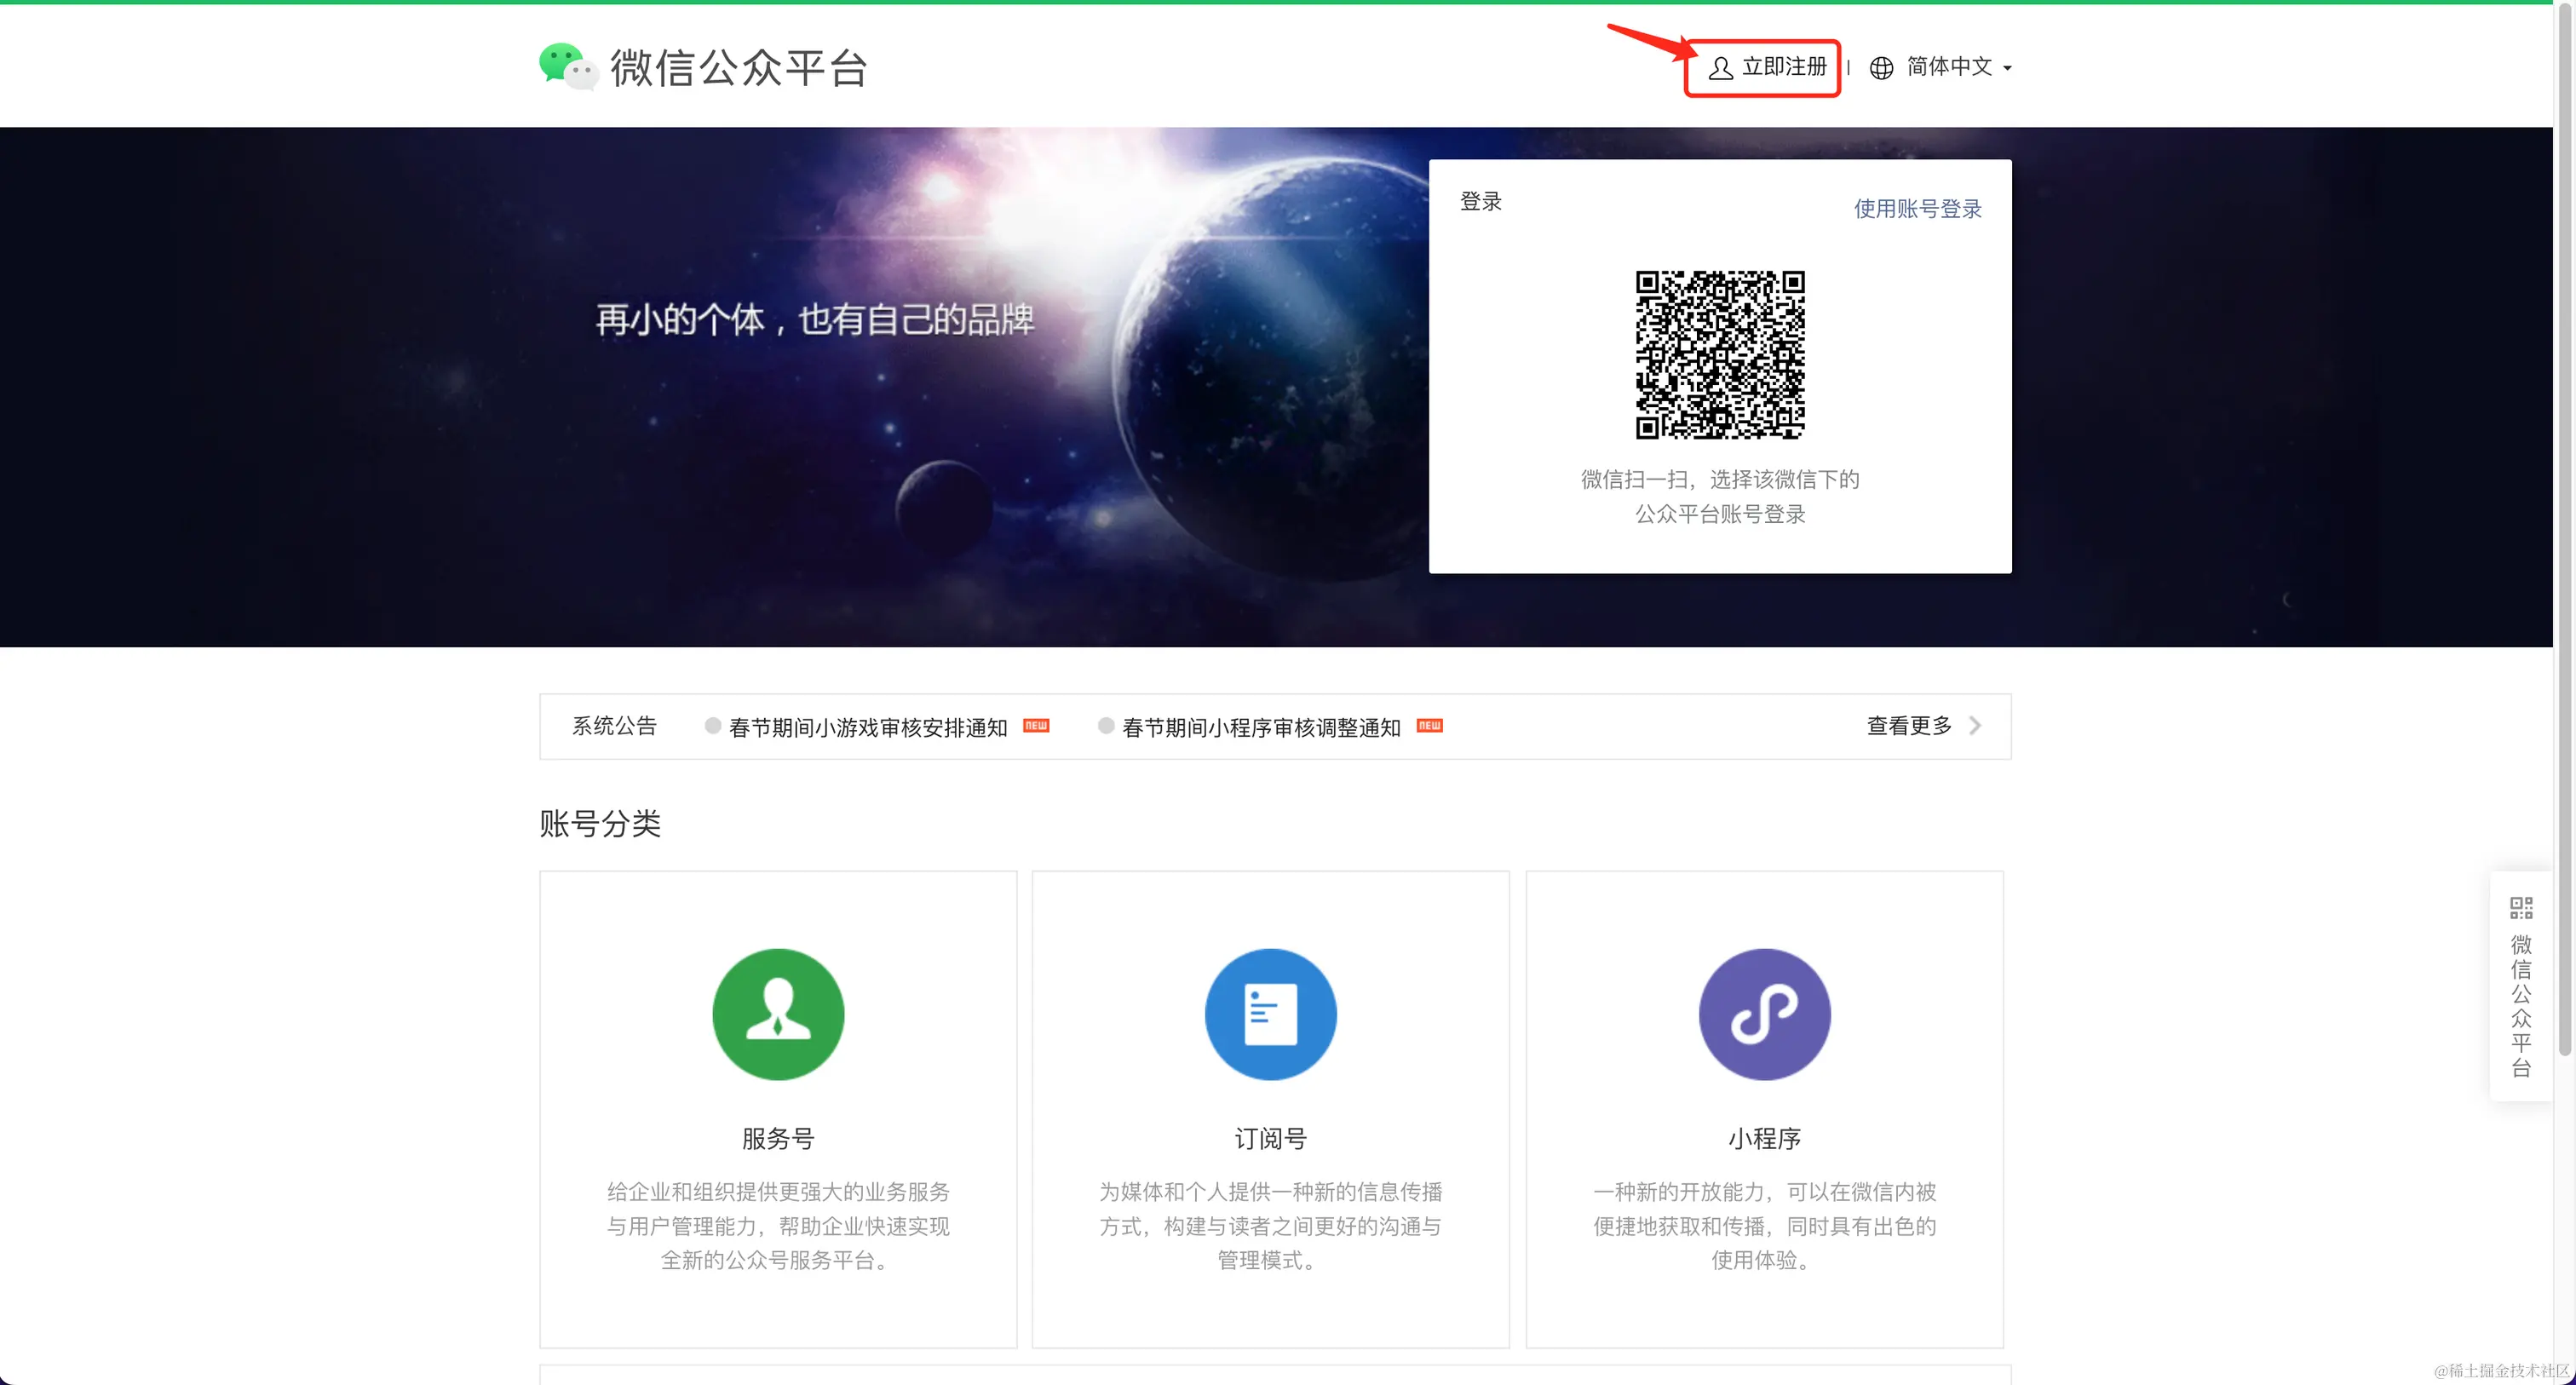 微信公众平台
立即注册
简体中文
再小的个体，也有自己的品牌
登录
使用账号登录
微信扫一扫，选择该微信下的
公众平台账号登录
系统公告
春节期间小游戏审核安排通知 NEW
春节期间小程序审核调整通知 NEW
查看更多
账号分类
服务号
给企业和组织提供更强大的业务服务
与用户管理能力，帮助企业快速实现
全新的公众号服务平台。
订阅号
为媒体和个人提供一种新的信息传播
方式，构建与读者之间更好的沟通与
管理模式。
小程序
一种新的开放能力，可以在微信内被
便捷地获取和传播，同时具有出色的
使用体验。
微信公众平台
@稀土掘金技术社区